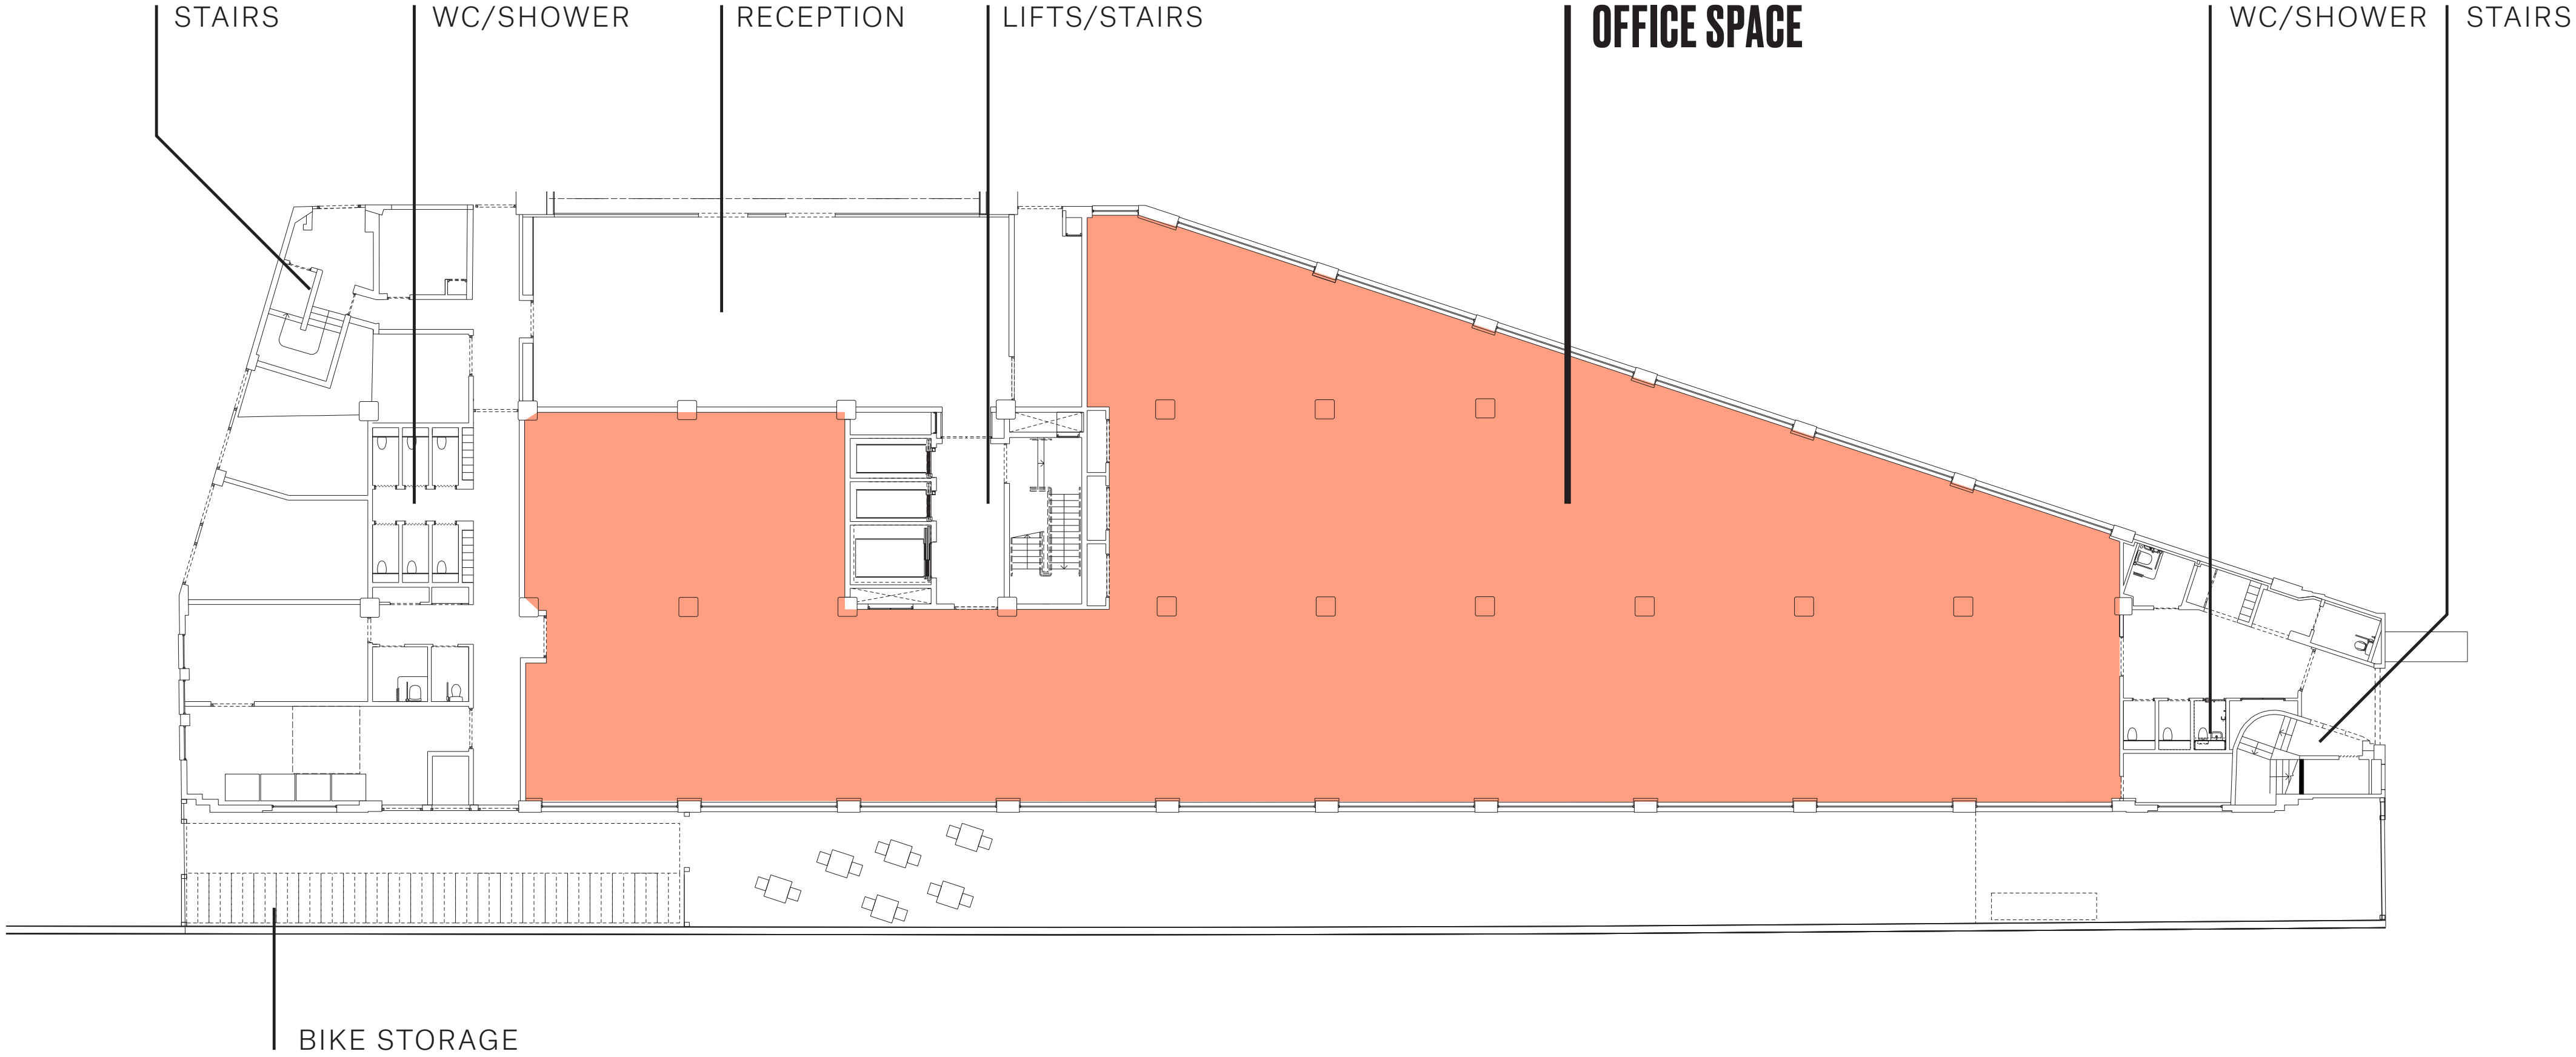 STAIRS
WC/SHOWER
RECEPTION
LIFTS/STAIRS
OFFICE SPACE
WC/SHOWER
STAIRS
BIKE STORAGE